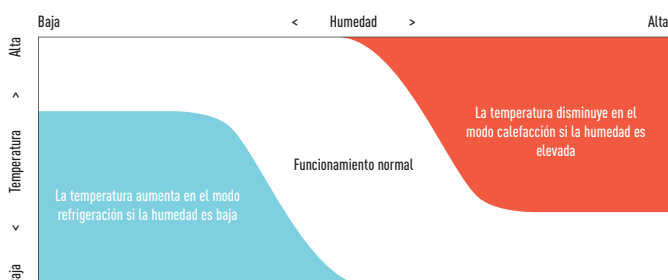 Baja < Humedad > Alta
Alta
Temperatura
< >
La temperatura disminuye en el
modo calefacción si la humedad es
elevada
Funcionamiento normal
La temperatura aumenta en el modo
refrigeración si la humedad es baja
Baja